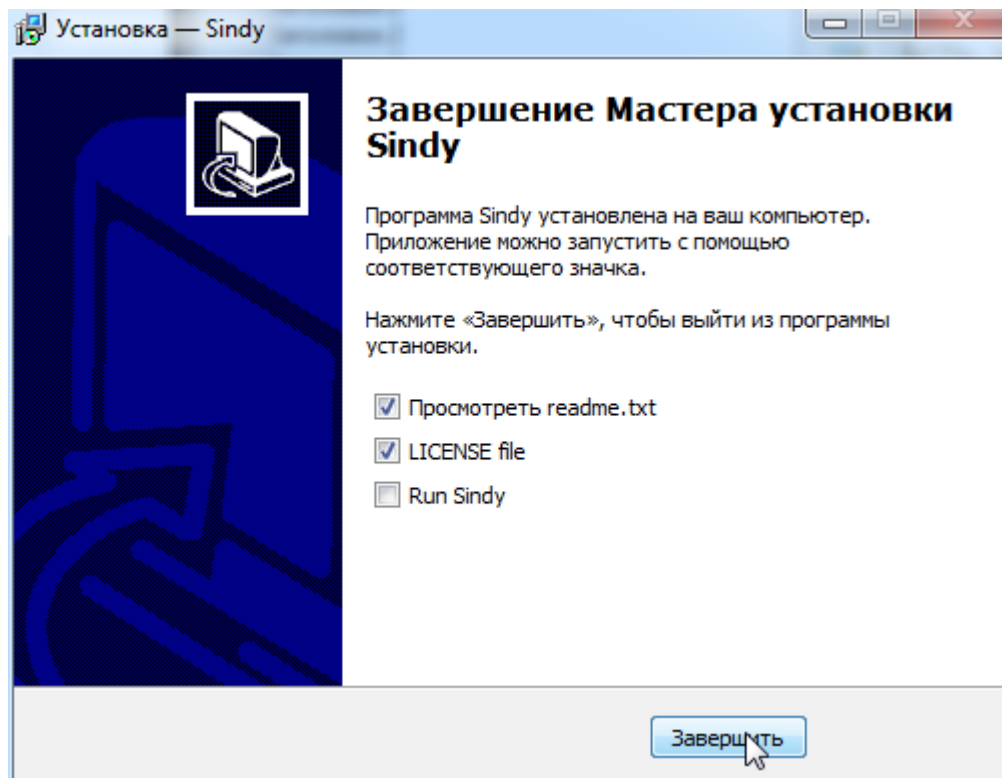 Установка — Sindy
Завершение Мастера установки
Sindy
Программа Sindy установлена на ваш компьютер.
Приложение можно запустить с помощью
соответствующего значка.
Нажмите «Завершить», чтобы выйти из программы
установки.
Просмотреть readme.txt
LICENSE file
Run Sindy
Завершить